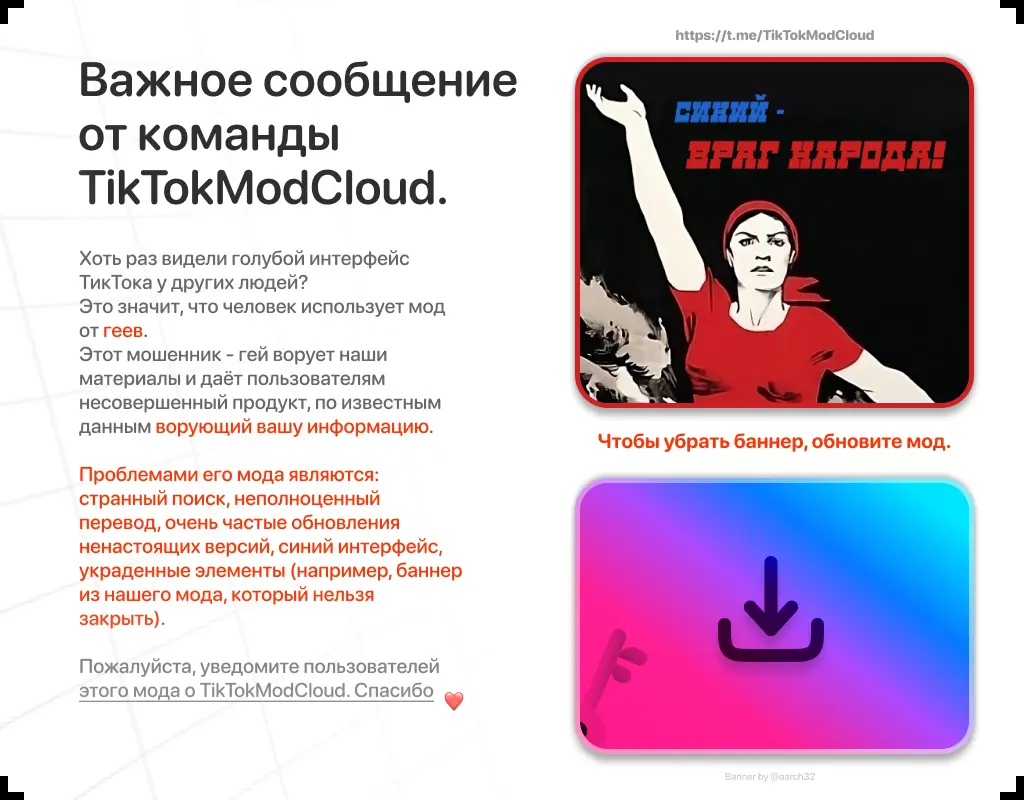 https://t.me/TikTokModCloud
Важное сообщение
от команды
TikTokModCloud.
Хоть раз видели голубой интерфейс
ТикТока у других людей?
Это значит, что человек использует мод
от геев.
Этот мошенник - гей ворует наши
материалы и даёт пользователям
несовершенный продукт, по известным
данным ворующий вашу информацию.
Проблемами его мода являются:
странный поиск, неполноценный
перевод, очень частые обновления
ненастоящих версий, синий интерфейс,
украденные элементы (например, баннер
из нашего мода, который нельзя
закрыть).
Пожалуйста, уведомите пользователей
этого мода о TikTokModCloud. Спасибо ❤️
СИНИЙ -
ВРАГ НАРОДА!
Чтобы убрать баннер, обновите мод.
Banner by @aarch32